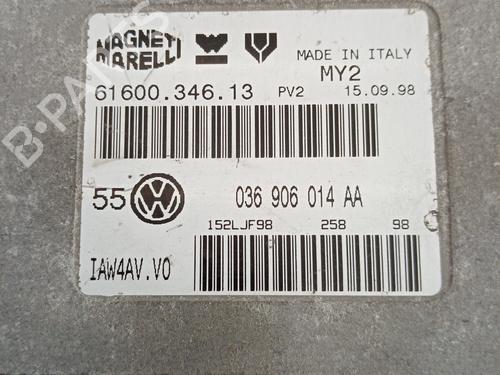 MAGNETI MADE IN ITALY
MARELLI MY2
61600.346.13 PV2 15.09.98
55 VW 036 906 014 AA
152LJF98 258 98
IAW4AV.V0
B-PARTS